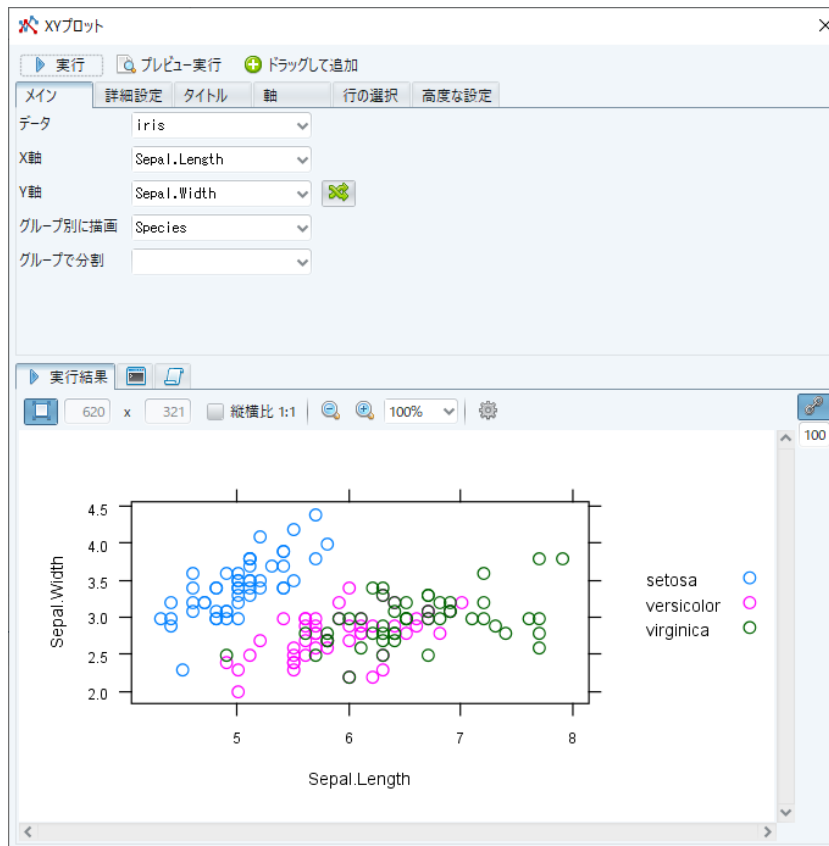 XYプロット
実行 プレビュー実行 ドラッグして追加
メイン 詳細設定 タイトル 軸 行の選択 高度な設定
データ iris
X軸 Sepal.Length
Y軸 Sepal.Width
グループ別に描画 Species
グループで分割
実行結果
620 x 321 縦横比 1:1 100%
100
4.5
4.0
3.5
3.0
2.5
2.0
Sepal.Width
setosa
versicolor
virginica
5 6 7 8
Sepal.Length